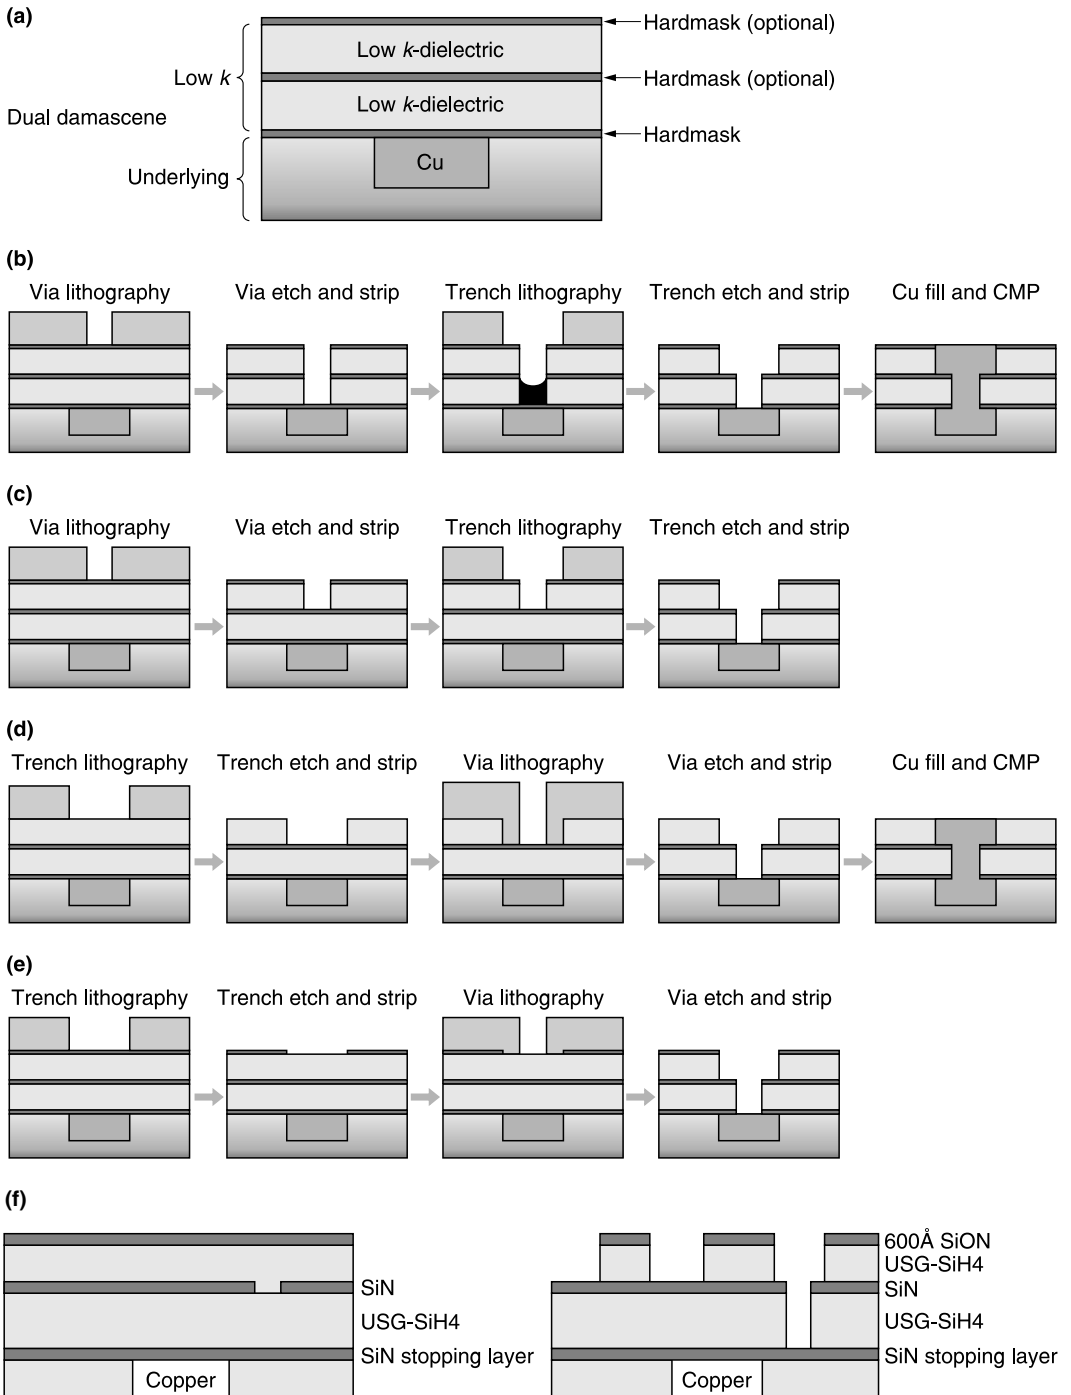 (a)
Hardmask (optional)
Low k-dielectric
Low k
Hardmask (optional)
Low k-dielectric
Dual damascene
Hardmask
Cu
Underlying
(b)
Via lithography
Via etch and strip
Trench lithography
Trench etch and strip
Cu fill and CMP
(c)
Via lithography
Via etch and strip
Trench lithography
Trench etch and strip
(d)
Trench lithography
Trench etch and strip
Via lithography
Via etch and strip
Cu fill and CMP
(e)
Trench lithography
Trench etch and strip
Via lithography
Via etch and strip
(f)
SiN
USG-SiH4
SiN stopping layer
Copper
600Å SiON
USG-SiH4
SiN
USG-SiH4
SiN stopping layer
Copper